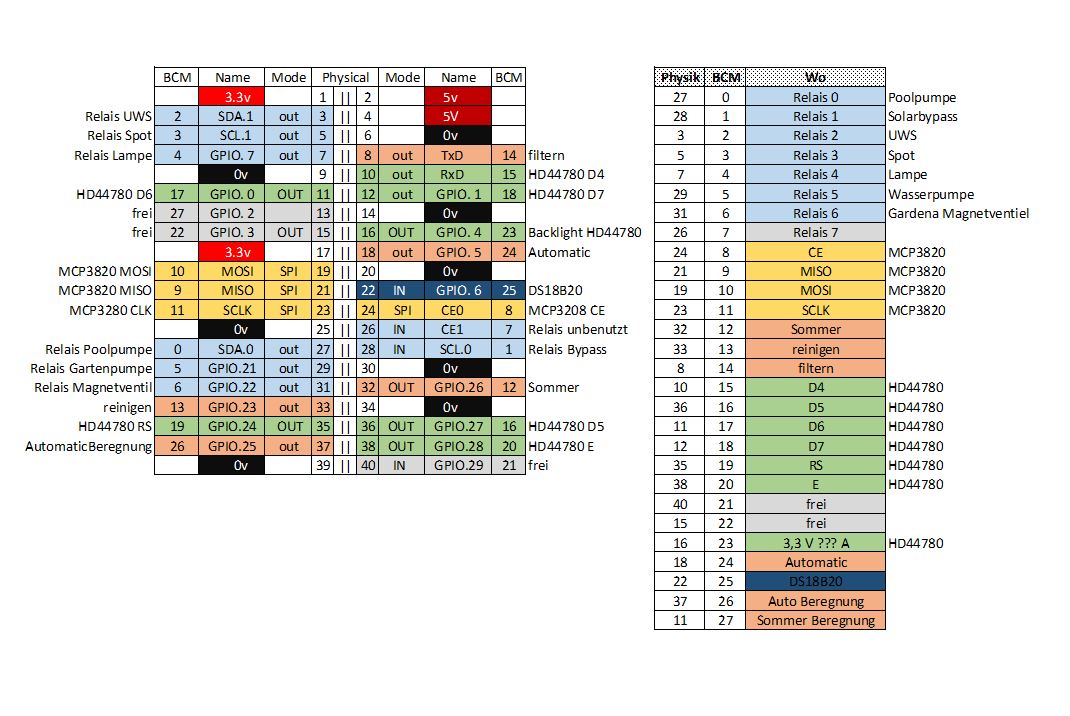 BCM Name Mode Physical Mode Name BCM
3.3v 1 || 2 5v
Relais UWS 2 SDA.1 out 3 || 4 5V
Relais Spot 3 SCL.1 out 5 || 6 0v
Relais Lampe 4 GPIO. 7 out 7 || 8 out TxD 14 filtern
0v 9 || 10 out RxD 15 HD44780 D4
HD44780 D6 17 GPIO. 0 OUT 11 || 12 out GPIO. 1 18 HD44780 D7
frei 27 GPIO. 2 13 || 14 0v
frei 22 GPIO. 3 OUT 15 || 16 OUT GPIO. 4 23 Backlight HD44780
3.3v 17 || 18 out GPIO. 5 24 Automatic
MCP3820 MOSI 10 MOSI SPI 19 || 20 0v
MCP3820 MISO 9 MISO SPI 21 || 22 IN GPIO. 6 25 DS18B20
MCP3280 CLK 11 SCLK SPI 23 || 24 SPI CE0 8 MCP3208 CE
0v 25 || 26 IN CE1 7 Relais unbenutzt
Relais Poolpumpe 0 SDA.0 out 27 || 28 IN SCL.0 1 Relais Bypass
Relais Gartenpumpe 5 GPIO.21 out 29 || 30 0v
Relais Magnetventil 6 GPIO.22 out 31 || 32 OUT GPIO.26 12 Sommer
reinigen 13 GPIO.23 out 33 || 34 0v
HD44780 RS 19 GPIO.24 OUT 35 || 36 OUT GPIO.27 16 HD44780 D5
AutomaticBeregnung 26 GPIO.25 out 37 || 38 OUT GPIO.28 20 HD44780 E
0v 39 || 40 IN GPIO.29 21 frei
Physik BCM Wo
27 0 Relais 0 Poolpumpe
28 1 Relais 1 Solarbypass
3 2 Relais 2 UWS
5 3 Relais 3 Spot
7 4 Relais 4 Lampe
29 5 Relais 5 Wasserpumpe
31 6 Relais 6 Gardena Magnetventiel
26 7 Relais 7
24 8 CE MCP3820
21 9 MISO MCP3820
19 10 MOSI MCP3820
23 11 SCLK MCP3820
32 12 Sommer
33 13 reinigen
8 14 filtern
10 15 D4 HD44780
36 16 D5 HD44780
11 17 D6 HD44780
12 18 D7 HD44780
35 19 RS HD44780
38 20 E HD44780
40 21 frei
15 22 frei
16 23 3,3 V ??? A HD44780
18 24 Automatic
22 25 DS18B20
37 26 Auto Beregnung
11 27 Sommer Beregnung